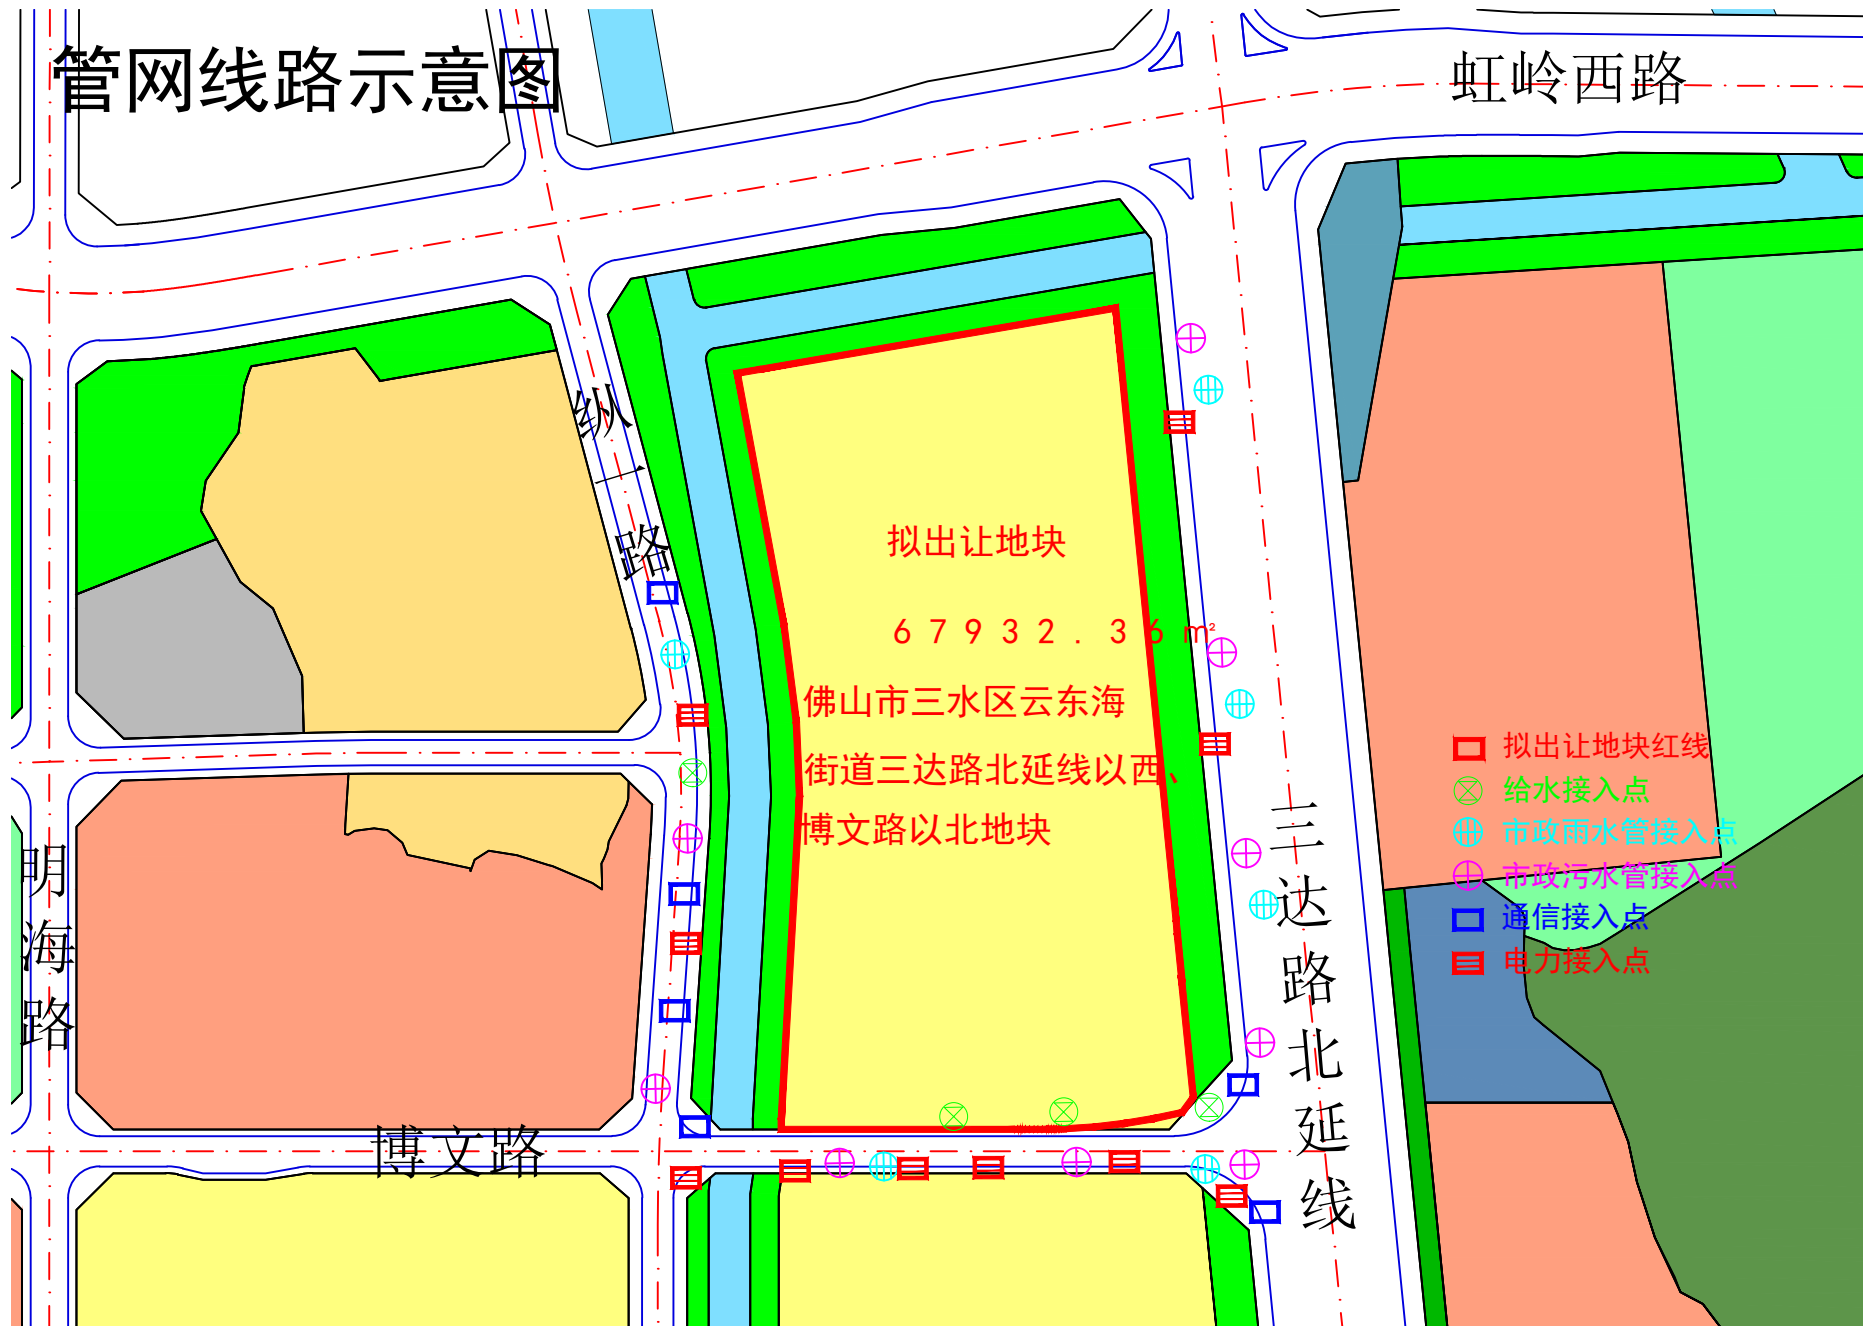 管网线路示意图
虹岭西路
纵一路
拟出让地块
67932.36㎡
佛山市三水区云东海
街道三达路北延线以西、
博文路以北地块
拟出让地块红线
给水接入点
市政雨水管接入点
市政污水管接入点
通信接入点
电力接入点
三达路北延线
明海路
博文路